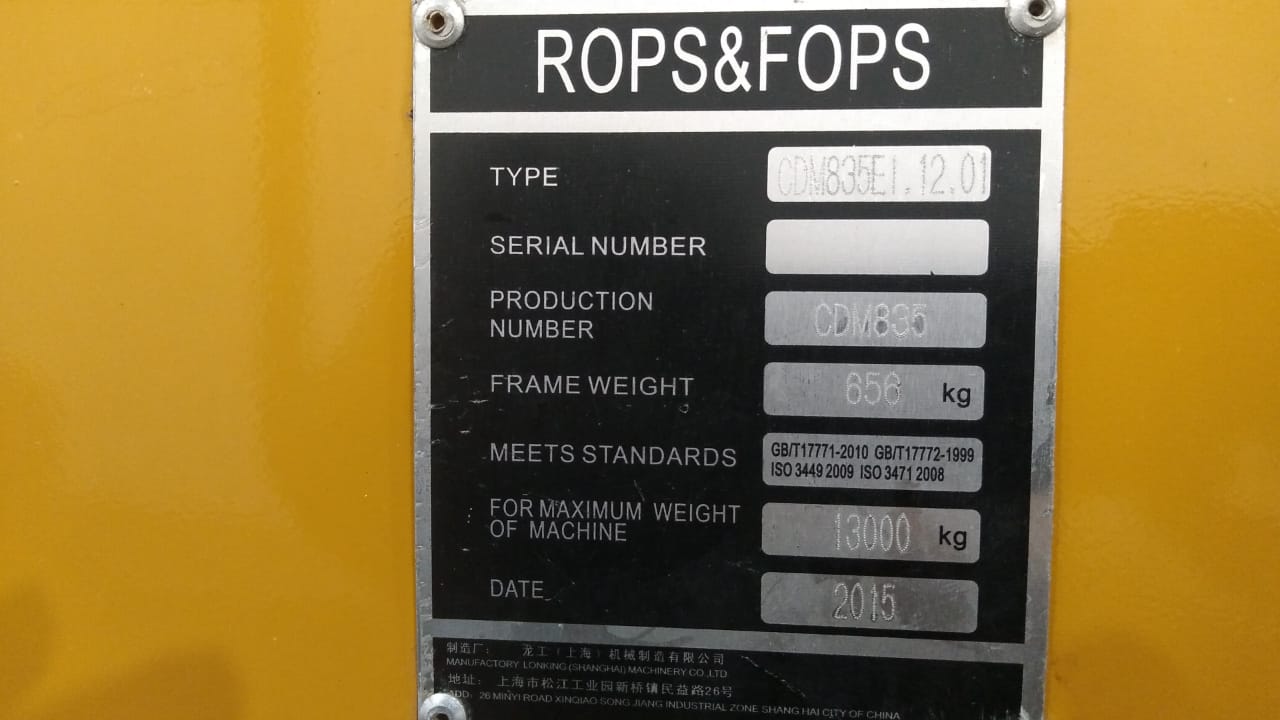 ROPS&FOPS
TYPE CDM835EI.12.01
SERIAL NUMBER
PRODUCTION
NUMBER CDM835
FRAME WEIGHT 656 kg
MEETS STANDARDS GB/T17771-2010 GB/T17772-1999
ISO 3449 2009 ISO 3471 2008
FOR MAXIMUM WEIGHT
OF MACHINE 13000 kg
DATE 2015
制造厂: 龙工(上海)机械制造有限公司
MANUFACTORY LONKING (SHANGHAI) MACHINERY CO.,LTD
地址: 上海市松江工业园新桥镇民益路26号
ADD: 26 MINYI ROAD XINQIAO SONG JIANG INDUSTRIAL ZONE SHANG HAI CITY OF CHINA